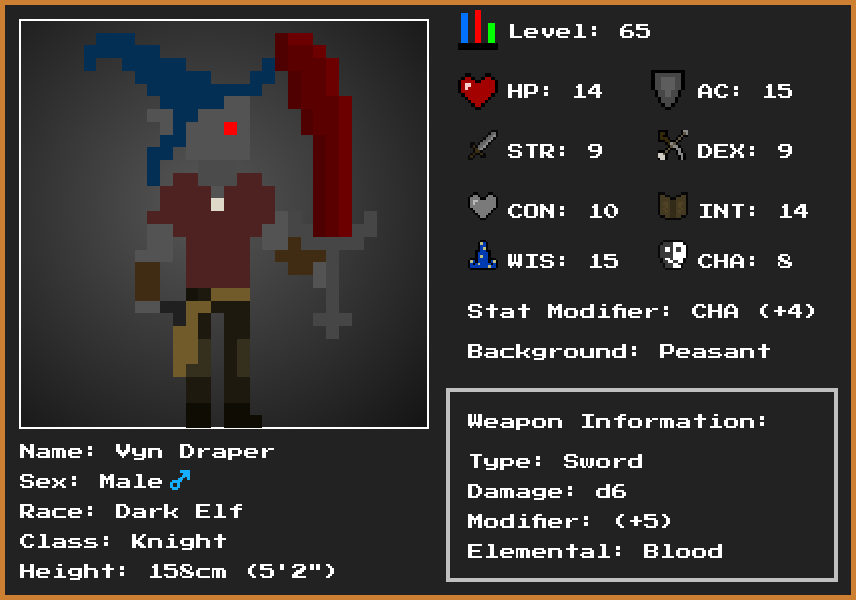 Level: 65
HP: 14
AC: 15
STR: 9
DEX: 9
CON: 10
INT: 14
WIS: 15
CHA: 8
Stat Modifier: CHA (+4)
Background: Peasant
Weapon Information:
Type: Sword
Damage: d6
Modifier: (+5)
Elemental: Blood
Name: Vyn Draper
Sex: Male ♂
Race: Dark Elf
Class: Knight
Height: 158cm (5'2")